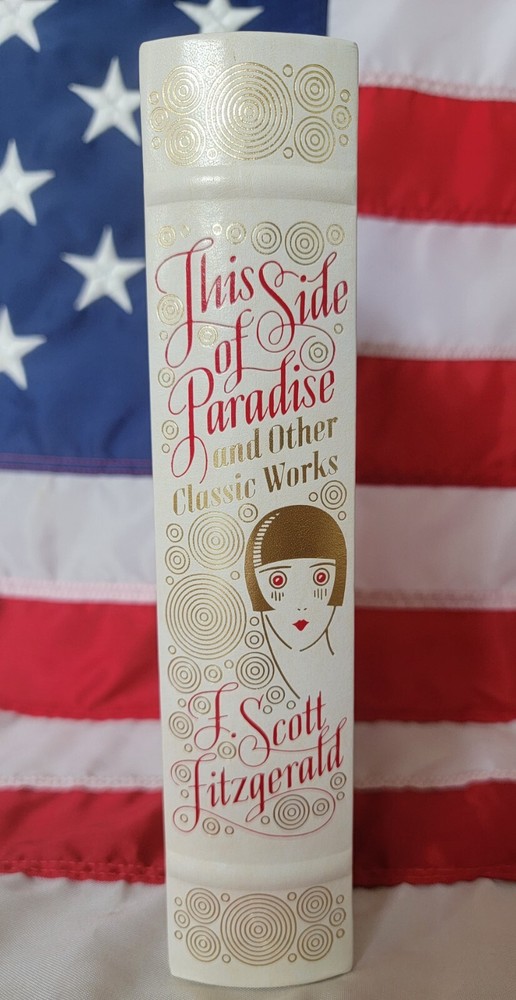 This Side
of
Paradise
and Other
Classic Works
F. Scott
Fitzgerald